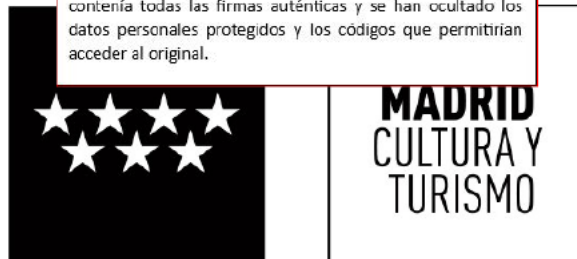 contenía todas las firmas auténticas y se han ocultado los
datos personales protegidos y los códigos que permitirían
acceder al original.
MADRID
CULTURA Y
TURISMO